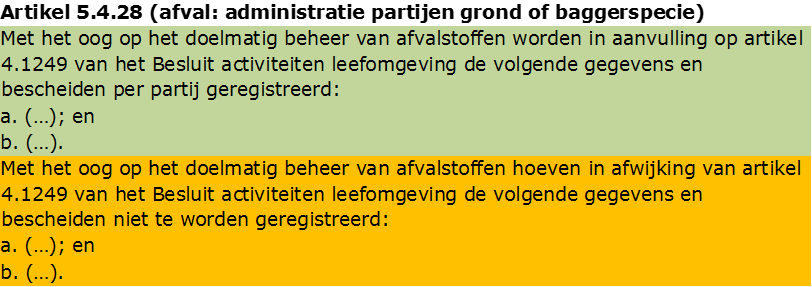 Artikel 5.4.28 (afval: administratie partijen grond of baggerspecie)
Met het oog op het doelmatig beheer van afvalstoffen worden in aanvulling op artikel
4.1249 van het Besluit activiteiten leefomgeving de volgende gegevens en
bescheiden per partij geregistreerd:
a. (…); en
b. (…).
Met het oog op het doelmatig beheer van afvalstoffen hoeven in afwijking van artikel
4.1249 van het Besluit activiteiten leefomgeving de volgende gegevens en
bescheiden niet te worden geregistreerd:
a. (…); en
b. (…).